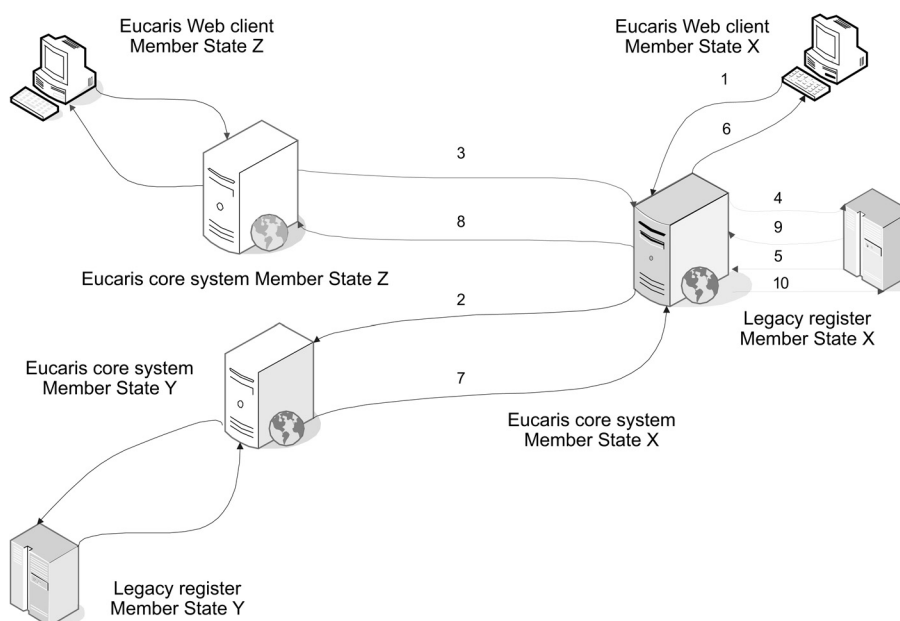 Eucaris Web client
Member State Z
Eucaris Web client
Member State X
1
6
3
4
8
9
5
10
Eucaris core system Member State Z
2
Legacy register
Member State X
Eucaris core system
Member State Y
7
Eucaris core system
Member State X
Legacy register
Member State Y